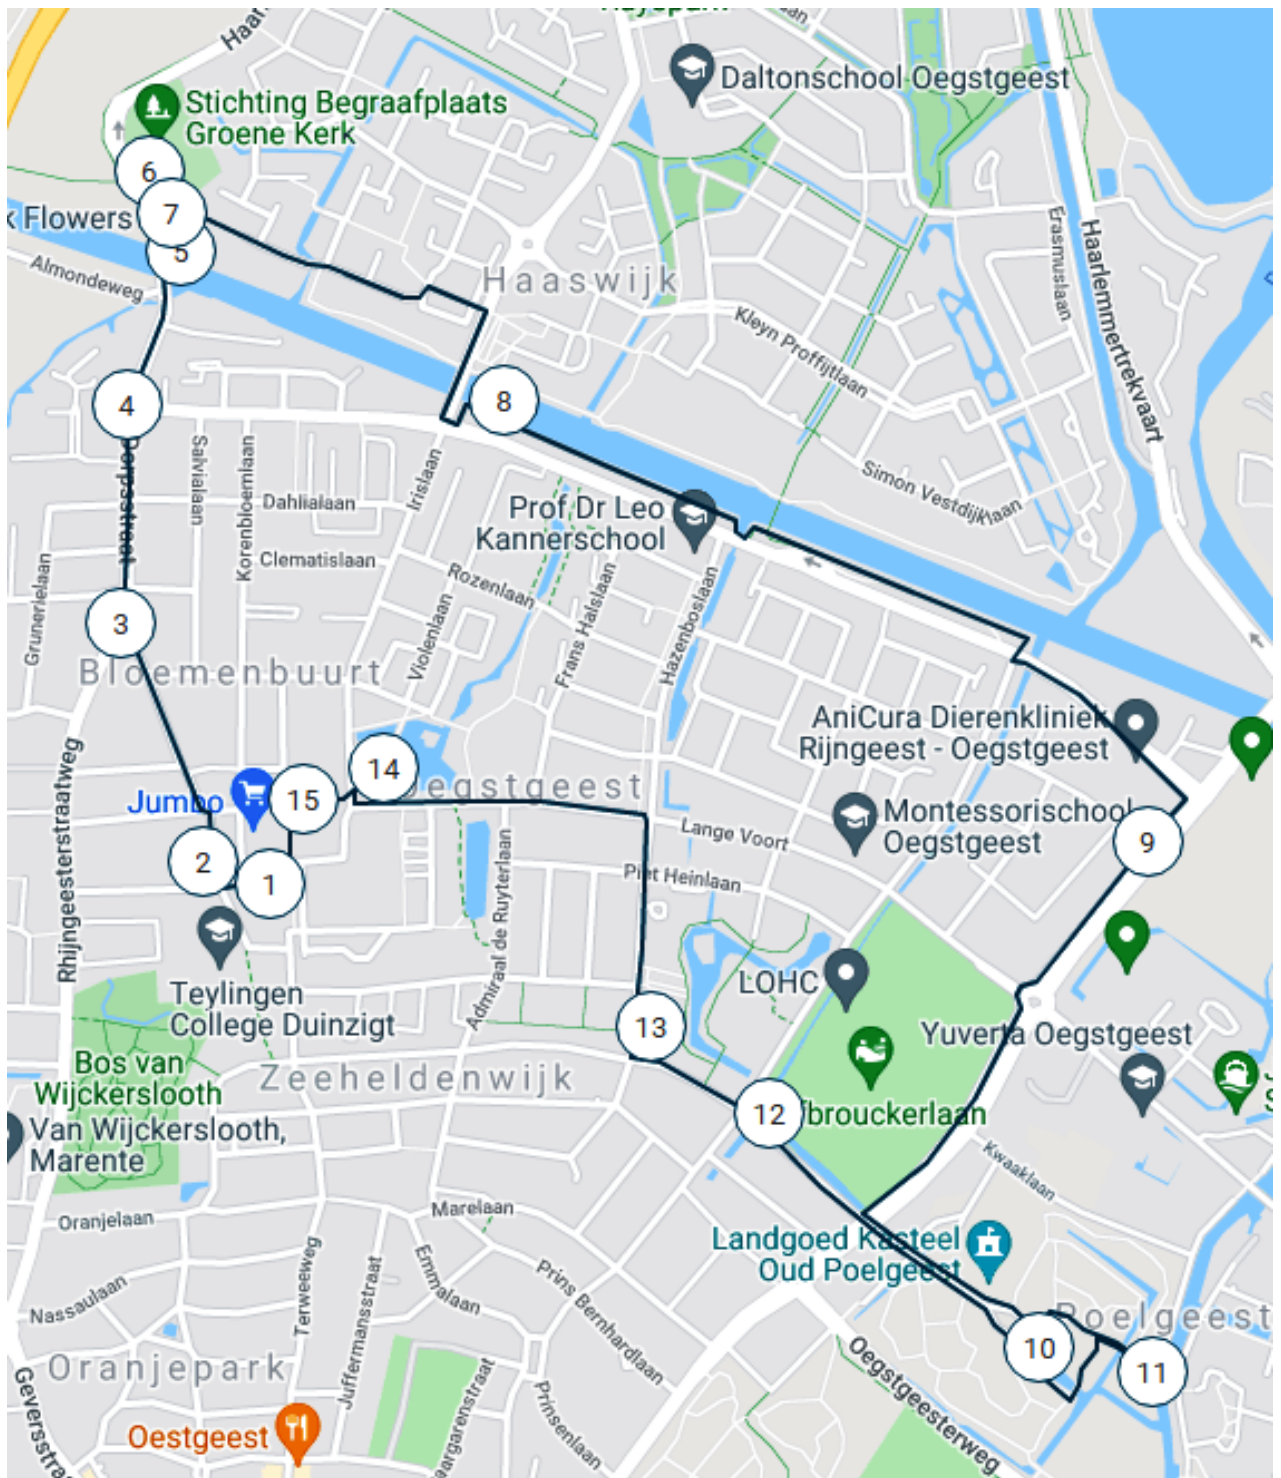 Daltonschool Oegstgeest
Stichting Begraafplaats
Groene Kerk
6
7
k Flowers
5
Almondeweg
Haaswijk
Erasmuslaan
Haarlemmertrekvaart
Kleyn Proffijtlaan
4
8
Dorpsstraat
Salvialaan
Korenbloemlaan
Dahlialaan
Irislaan
Simon Vestdijklaan
Prof Dr Leo
Kannerschool
Clematislaan
Rozenlaan
Frans Halslaan
Hazenboslaan
Violenlaan
3
Bloemenbuurt
AniCura Dierenkliniek
Rijngeest - Oegstgeest
Rhijngeesterstraatweg
14
Oegstgeest
Jumbo
15
Montessorischool
Oegstgeest
Lange Voort
9
2
1
Piet Heinlaan
Admiraal de Ruyterlaan
LOHC
Teylingen
College Duinzigt
13
Yuverta Oegstgeest
Bos van
Wijckerslooth
Zeeheldenwijk
12
fbrouckerlaan
Van Wijckerslooth,
Marente
Kwaaklaan
Oranjelaan
Marelaan
Landgoed Kasteel
Oud Poelgeest
Terweeweg
Emmalaan
Juffermansstraat
Prins Bernhardlaan
Nassaulaan
Poelgeest
10
11
Oranjepark
Oegstgeesterweg
Prinsenlaan
Oestgeest